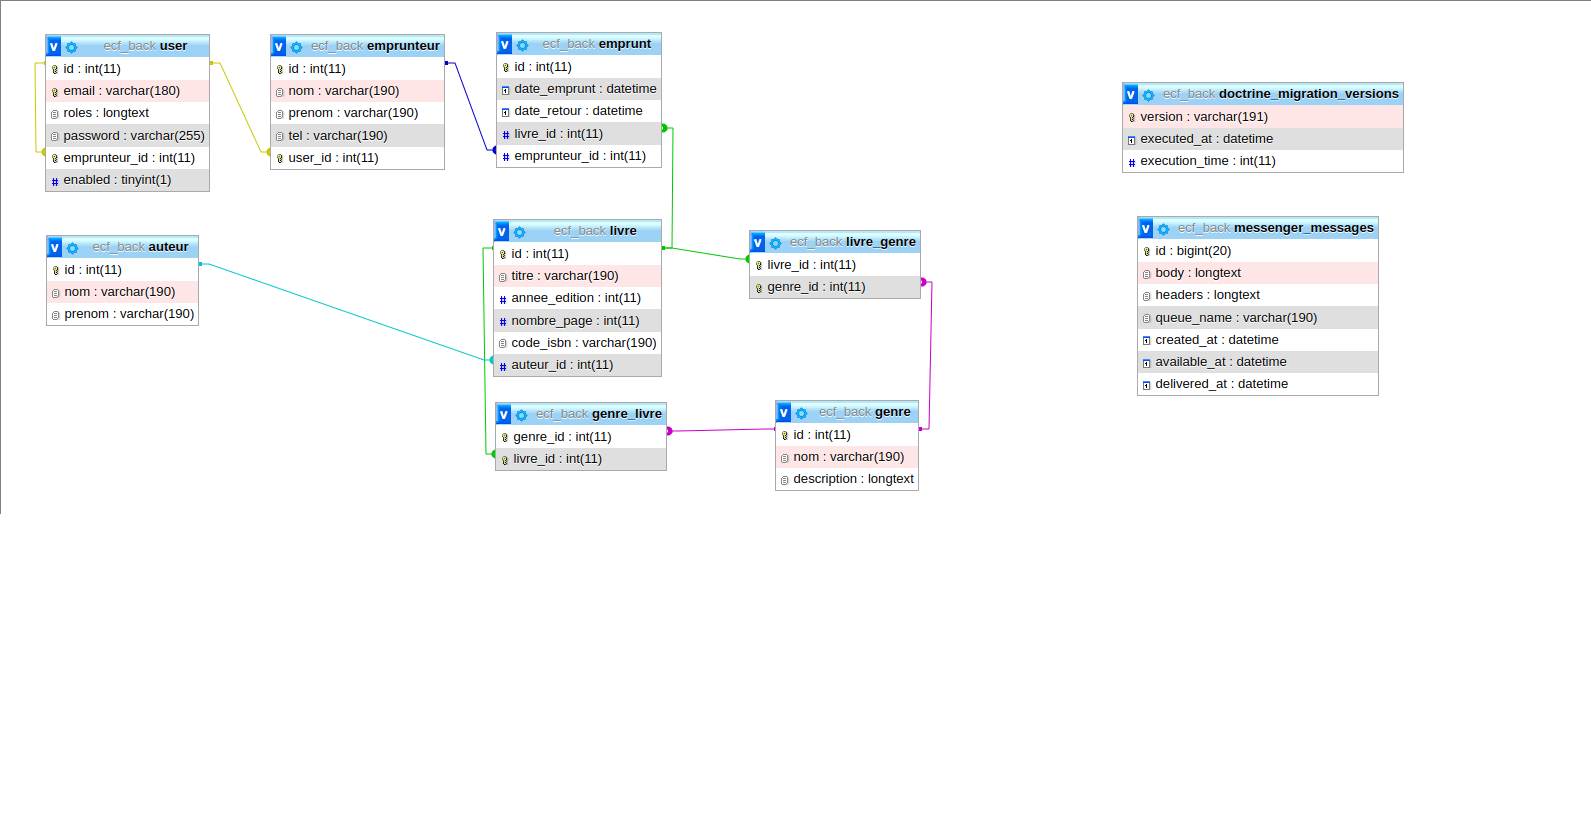 v ecf_back user
id : int(11)
email : varchar(180)
roles : longtext
password : varchar(255)
emprunteur_id : int(11)
enabled : tinyint(1)
v ecf_back emprunteur
id : int(11)
nom : varchar(190)
prenom : varchar(190)
tel : varchar(190)
user_id : int(11)
v ecf_back emprunt
id : int(11)
date_emprunt : datetime
date_retour : datetime
# livre_id : int(11)
# emprunteur_id : int(11)
v ecf_back doctrine_migration_versions
version : varchar(191)
executed_at : datetime
# execution_time : int(11)
v ecf_back auteur
id : int(11)
nom : varchar(190)
prenom : varchar(190)
v ecf_back livre
id : int(11)
titre : varchar(190)
# annee_edition : int(11)
# nombre_page : int(11)
code_isbn : varchar(190)
# auteur_id : int(11)
v ecf_back livre_genre
livre_id : int(11)
genre_id : int(11)
v ecf_back messenger_messages
id : bigint(20)
body : longtext
headers : longtext
queue_name : varchar(190)
created_at : datetime
available_at : datetime
delivered_at : datetime
v ecf_back genre_livre
genre_id : int(11)
livre_id : int(11)
v ecf_back genre
id : int(11)
nom : varchar(190)
description : longtext